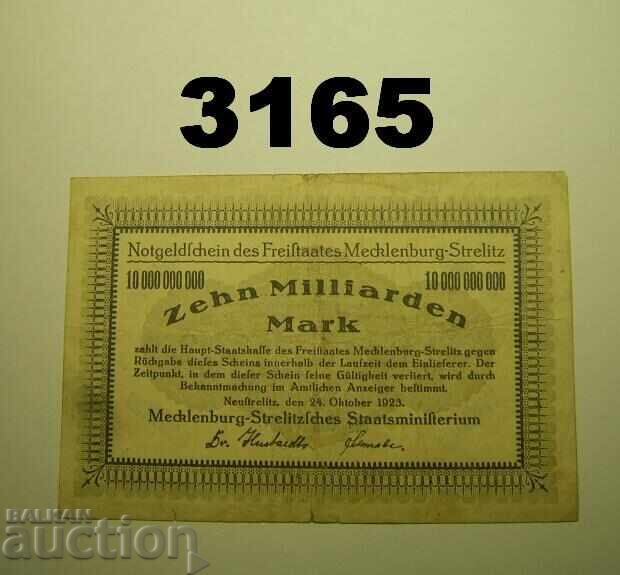 3165
Notgeldſchein des Freiſtaates Mecklenburg-Strelitz
10 000 000 000 10 000 000 000
Zehn Milliarden
Mark
zahlt die Haupt-Staatskaſſe des Freiſtaates Mecklenburg-Strelitz gegen
Rückgabe dieſes Scheins innerhalb der Laufzeit dem Einlieferer. Der
Zeitpunkt, in dem dieſer Schein ſeine Gültigkeit verliert, wird durch
Bekanntmachung im Amtlichen Anzeiger beſtimmt.
Neuſtrelitz, den 24. Oktober 1923.
Mecklenburg-Strelitzſches Staatsminiſterium
Dr.
BALKAN
auction